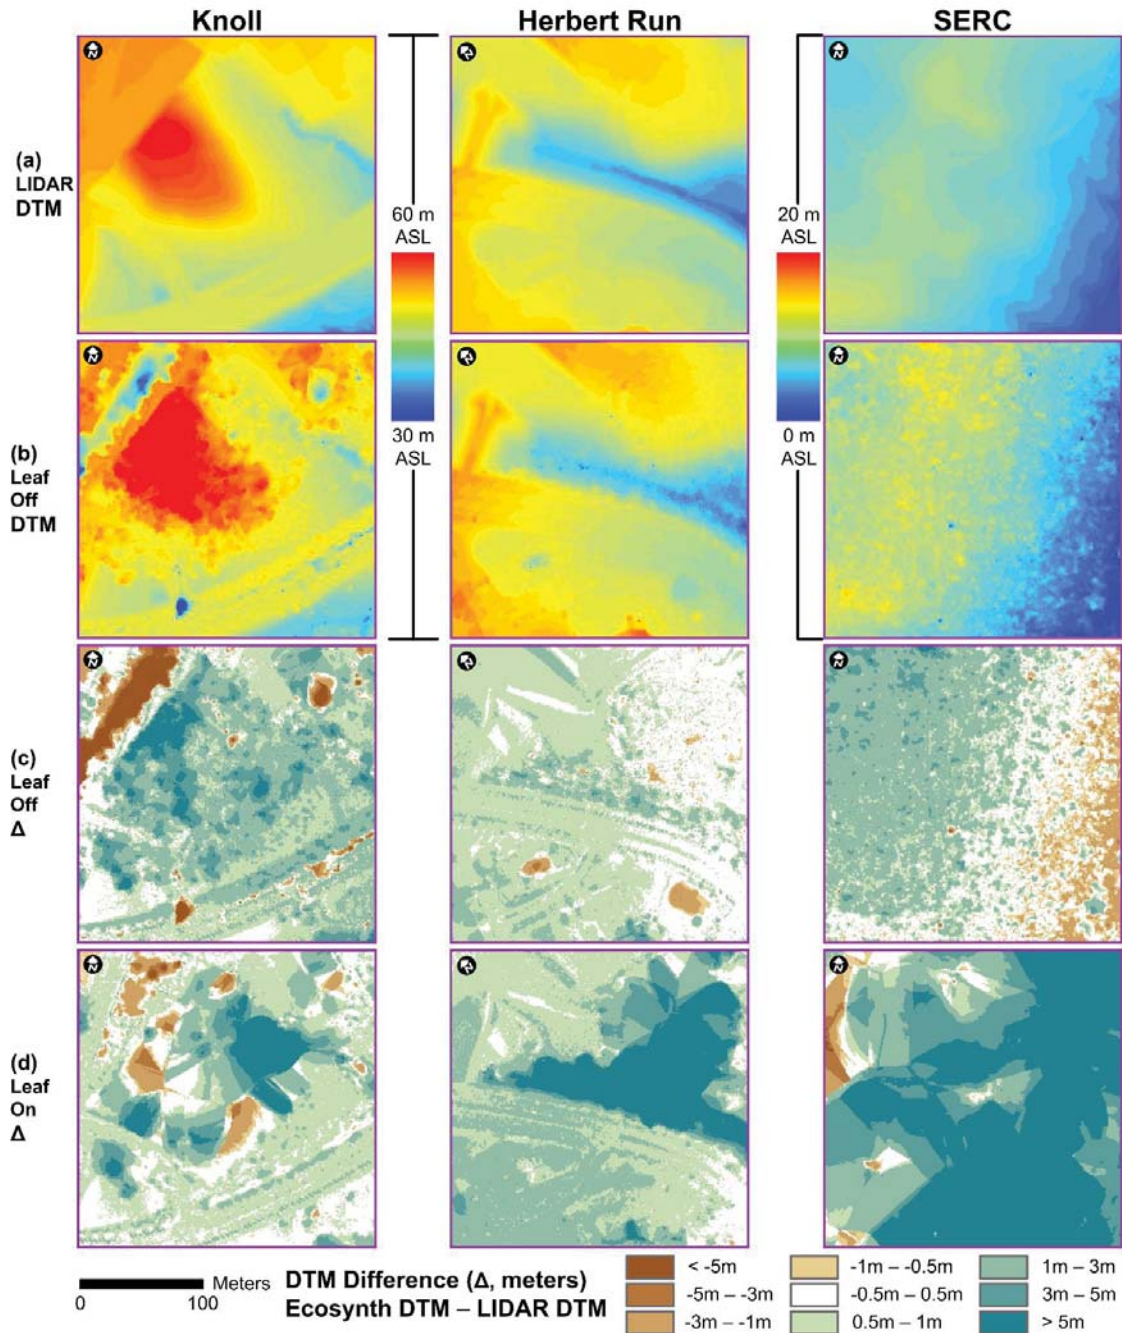 Knoll
Herbert Run
SERC
(a)
LIDAR
DTM
60 m
ASL
30 m
ASL
20 m
ASL
0 m
ASL
(b)
Leaf
Off
DTM
(c)
Leaf
Off
Δ
(d)
Leaf
On
Δ
N
N
N
N
N
N
N
N
N
N
N
N
Meters
0
100
DTM Difference (Δ, meters)
Ecosynth DTM – LIDAR DTM
< -5m
-5m – -3m
-3m – -1m
-1m – -0.5m
-0.5m – 0.5m
0.5m – 1m
1m – 3m
3m – 5m
> 5m